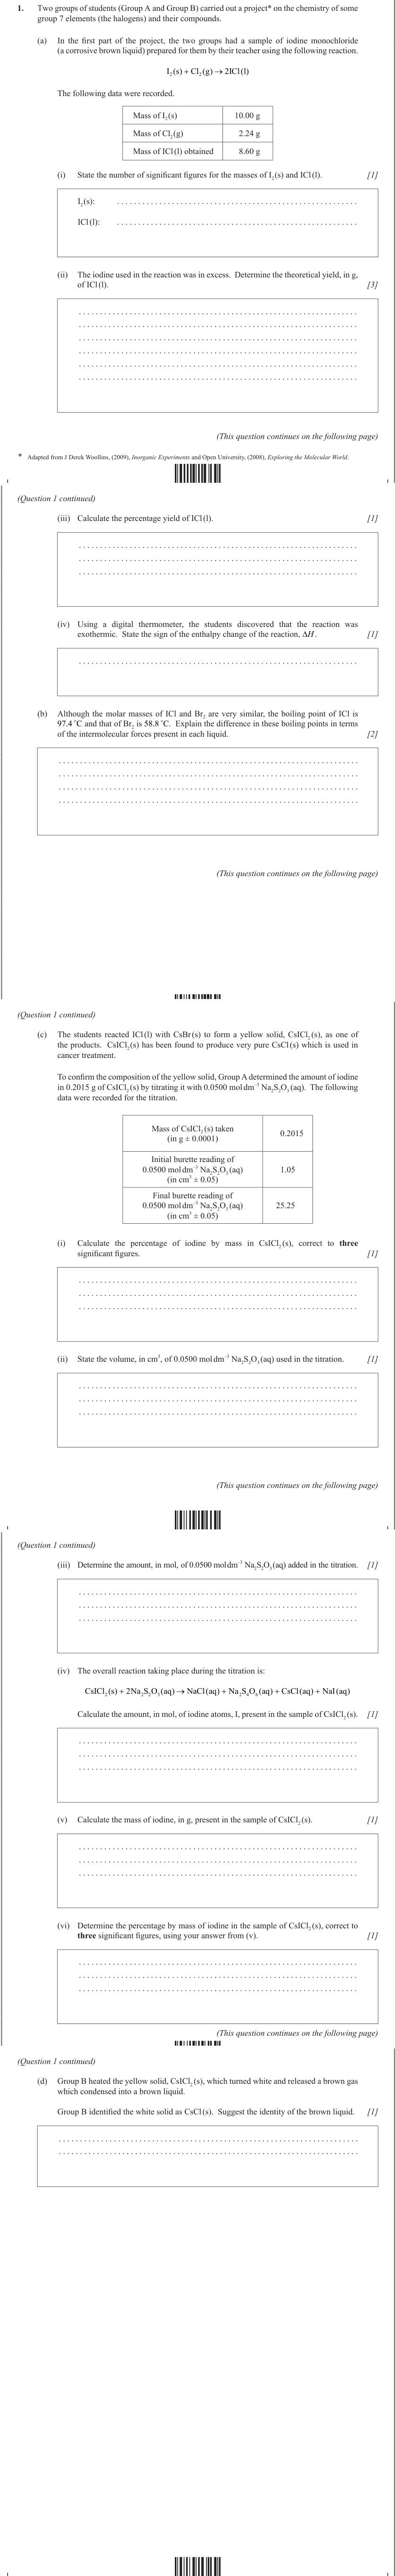 1. Two groups of students (Group A and Group B) carried out a project* on the chemistry of some
group 7 elements (the halogens) and their compounds.
(a) In the first part of the project, the two groups had a sample of iodine monochloride
(a corrosive brown liquid) prepared for them by their teacher using the following reaction.
I₂(s) + Cl₂(g) → 2ICl(l)
The following data were recorded.
Mass of I₂(s) 10.00 g
Mass of Cl₂(g) 2.24 g
Mass of ICl(l) obtained 8.60 g
(i) State the number of significant figures for the masses of I₂(s) and ICl(l). [1]
I₂(s): . . . . . . . . . . . . . . . . . . . .
ICl(l): . . . . . . . . . . . . . . . . . . . .
(ii) The iodine used in the reaction was in excess. Determine the theoretical yield, in g,
of ICl(l). [3]
(This question continues on the following page)
* Adapted from J Derek Woollins, (2009), Inorganic Experiments and Open University, (2008), Exploring the Molecular World.
(Question 1 continued)
(iii) Calculate the percentage yield of ICl(l). [1]
(iv) Using a digital thermometer, the students discovered that the reaction was
exothermic. State the sign of the enthalpy change of the reaction, ΔH. [1]
(b) Although the molar masses of ICl and Br₂ are very similar, the boiling point of ICl is
97.4 °C and that of Br₂ is 58.8 °C. Explain the difference in these boiling points in terms
of the intermolecular forces present in each liquid. [2]
(This question continues on the following page)
(Question 1 continued)
(c) The students reacted ICl(l) with CsBr(s) to form a yellow solid, CsICl₂(s), as one of
the products. CsICl₂(s) has been found to produce very pure CsCl(s) which is used in
cancer treatment.
To confirm the composition of the yellow solid, Group A determined the amount of iodine
in 0.2015 g of CsICl₂(s) by titrating it with 0.0500 mol dm⁻³ Na₂S₂O₃(aq). The following
data were recorded for the titration.
Mass of CsICl₂(s) taken
(in g ± 0.0001)
0.2015
Initial burette reading of
0.0500 mol dm⁻³ Na₂S₂O₃(aq)
(in cm³ ± 0.05)
1.05
Final burette reading of
0.0500 mol dm⁻³ Na₂S₂O₃(aq)
(in cm³ ± 0.05)
25.25
(i) Calculate the percentage of iodine by mass in CsICl₂(s), correct to three
significant figures. [1]
(ii) State the volume, in cm³, of 0.0500 mol dm⁻³ Na₂S₂O₃(aq) used in the titration. [1]
(This question continues on the following page)
(Question 1 continued)
(iii) Determine the amount, in mol, of 0.0500 mol dm⁻³ Na₂S₂O₃(aq) added in the titration. [1]
(iv) The overall reaction taking place during the titration is:
CsICl₂(s) + 2Na₂S₂O₃(aq) → NaCl(aq) + Na₂S₄O₆(aq) + CsCl(aq) + NaI(aq)
Calculate the amount, in mol, of iodine atoms, I, present in the sample of CsICl₂(s). [1]
(v) Calculate the mass of iodine, in g, present in the sample of CsICl₂(s). [1]
(vi) Determine the percentage by mass of iodine in the sample of CsICl₂(s), correct to
three significant figures, using your answer from (v). [1]
(This question continues on the following page)
(Question 1 continued)
(d) Group B heated the yellow solid, CsICl₂(s), which turned white and released a brown gas
which condensed into a brown liquid.
Group B identified the white solid as CsCl(s). Suggest the identity of the brown liquid. [1]